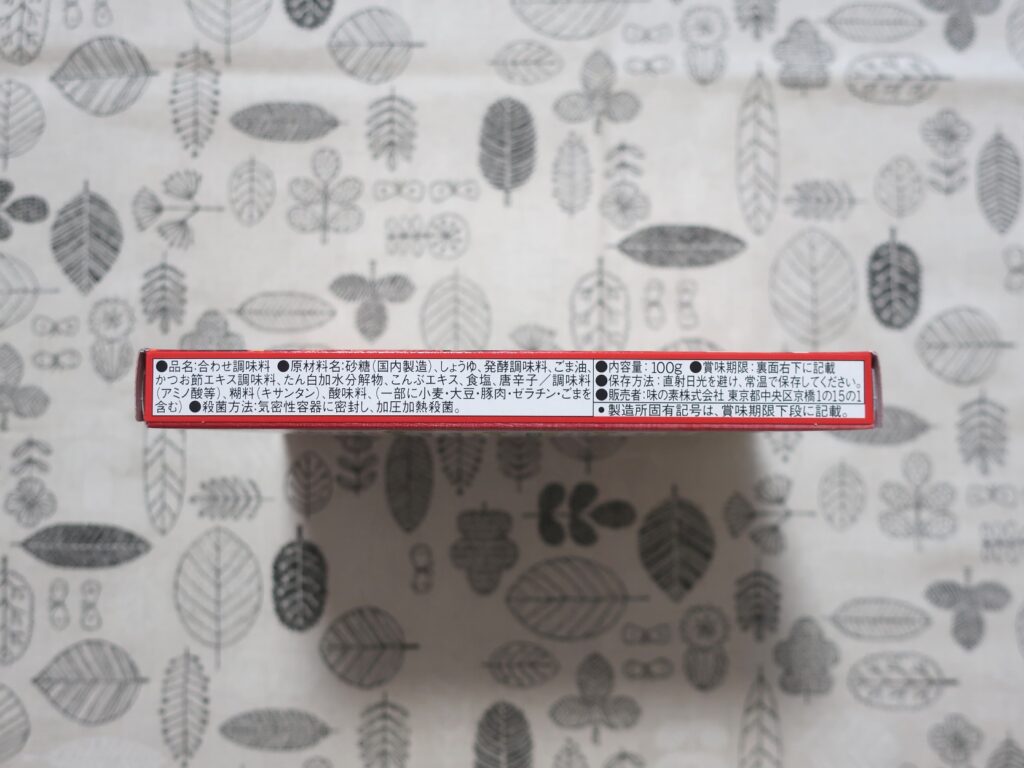 ●品名:合わせ調味料 ●原材料名:砂糖(国内製造)、しょうゆ、発酵調味料、ごま油、
かつお節エキス調味料、たん白加水分解物、こんぶエキス、食塩、唐辛子／調味料
(アミノ酸等)、糊料(キサンタン)、酸味料、(一部に小麦・大豆・豚肉・ゼラチン・ごまを
含む) ●殺菌方法:気密性容器に密封し、加圧加熱殺菌。
●内容量:100g ●賞味期限:裏面右下に記載
●保存方法:直射日光を避け、常温で保存してください。
●販売者:味の素株式会社 東京都中央区京橋1の15の1
•製造所固有記号は、賞味期限下段に記載。